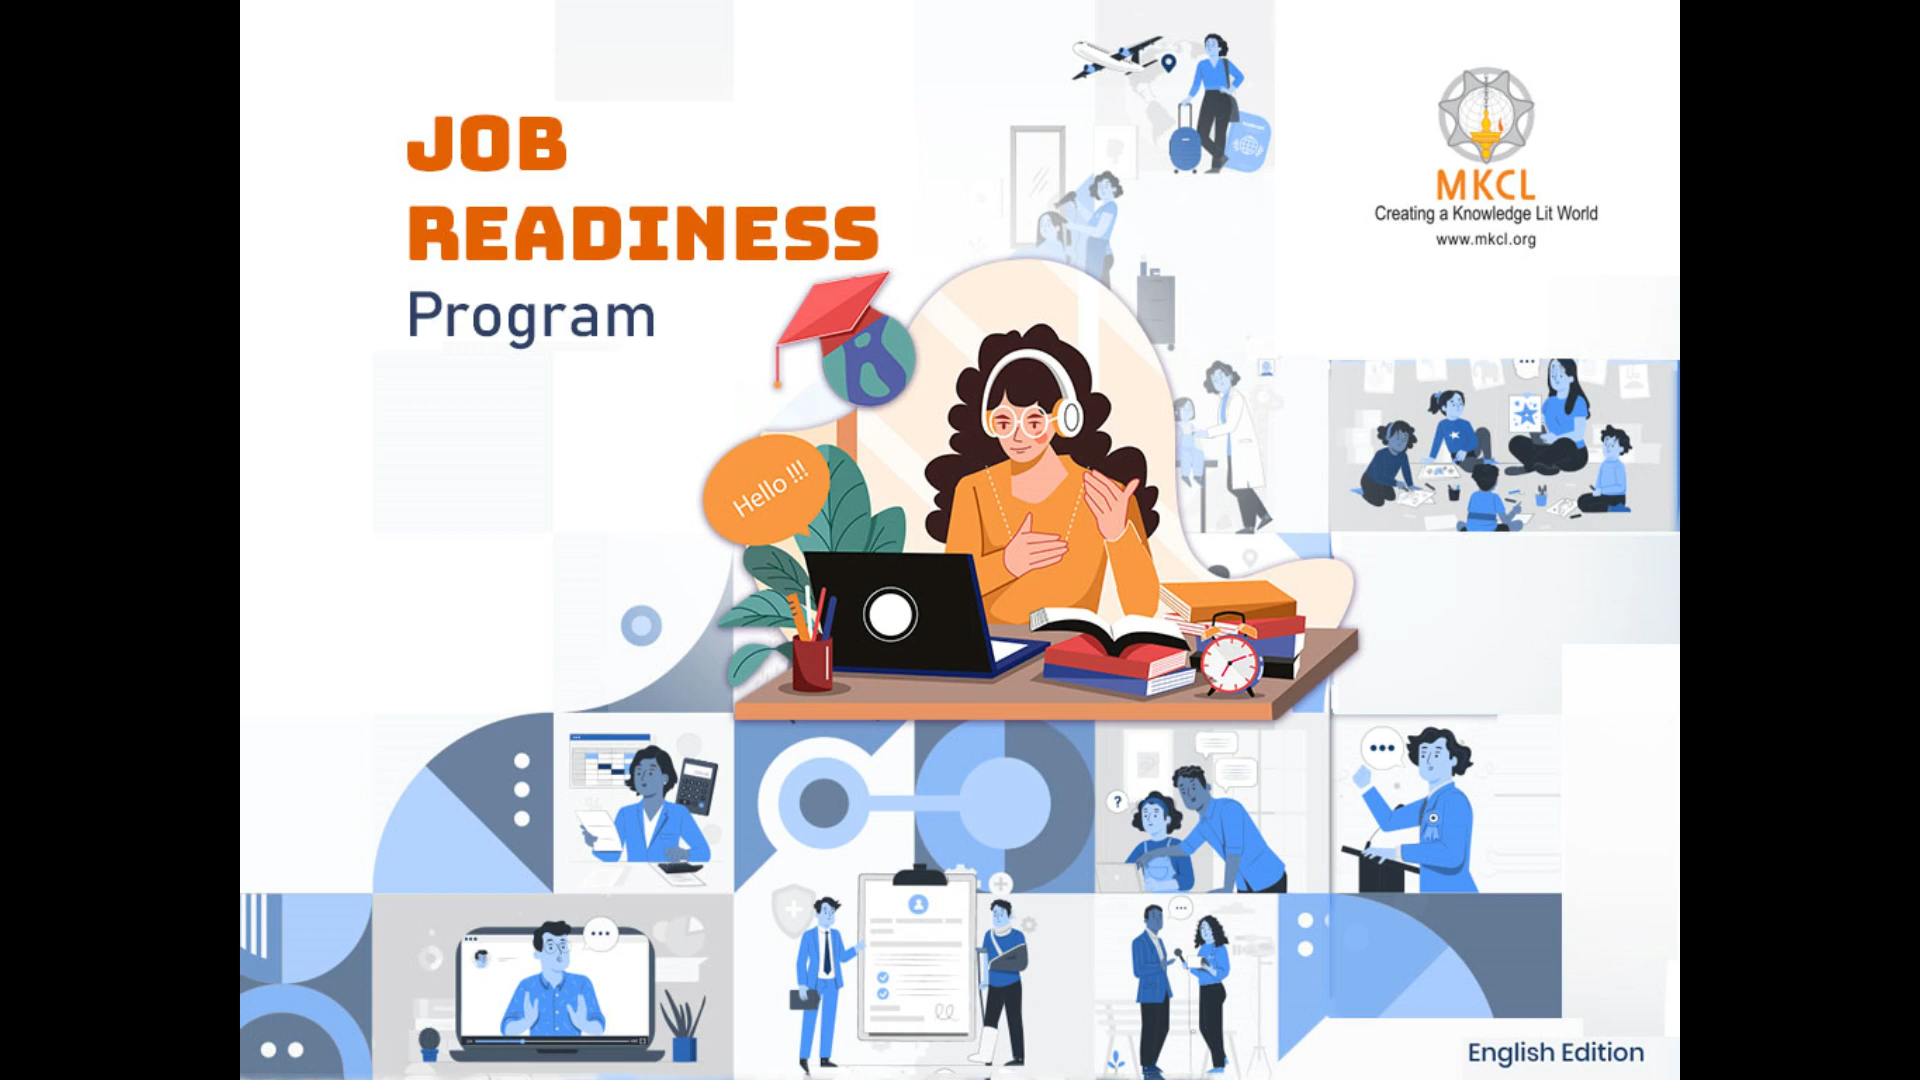 JOB
READINESS
Program
MKCL
Creating a Knowledge Lit World
www.mkcl.org
Hello !!!
?
English Edition